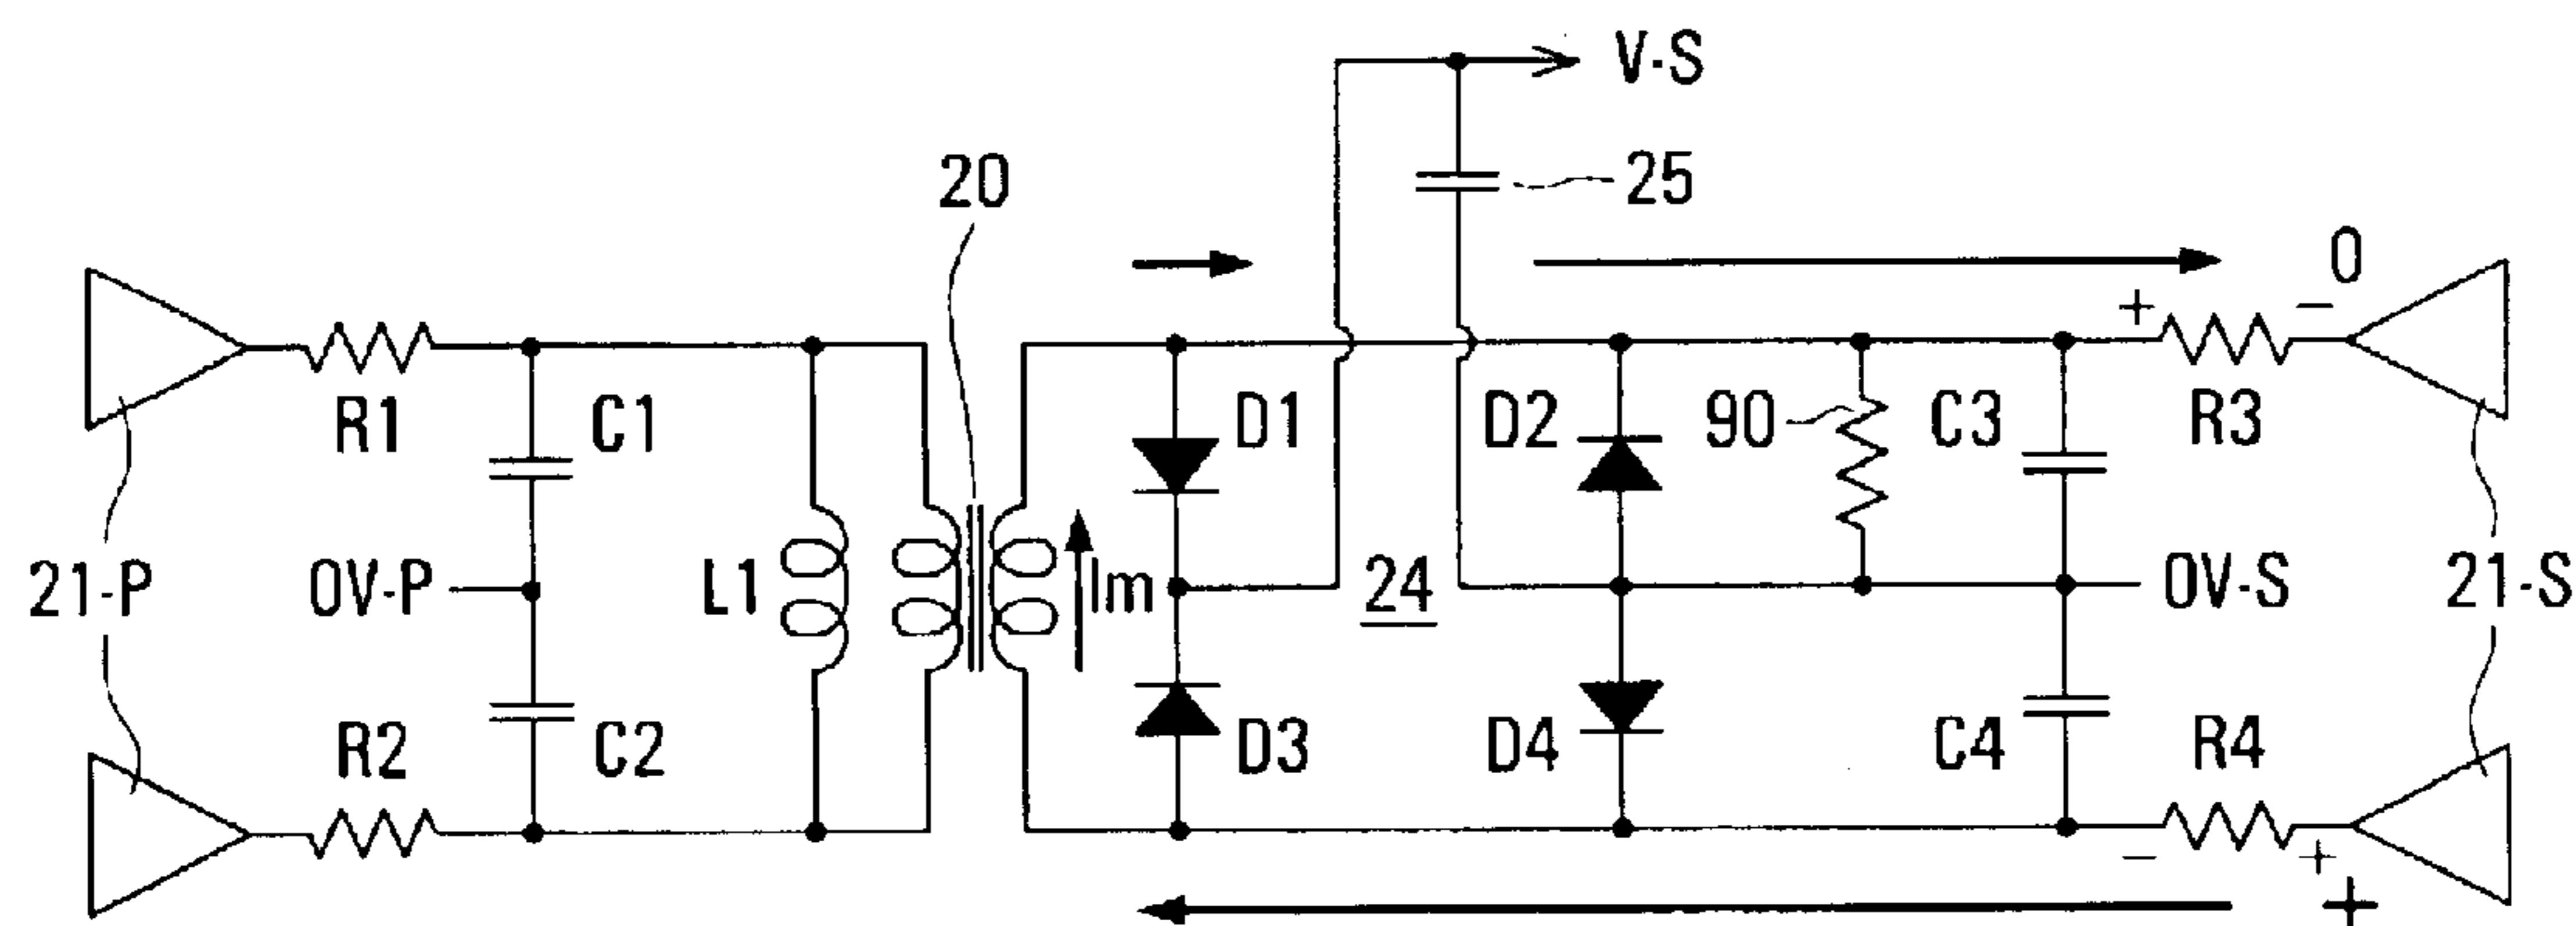 V-S
20
25
0
+ -
R1 C1 D1 D2 90 C3 R3
21-P 0V-P L1 Im 24 0V-S 21-S
R2 C2 D3 D4 C4 R4
- +
+